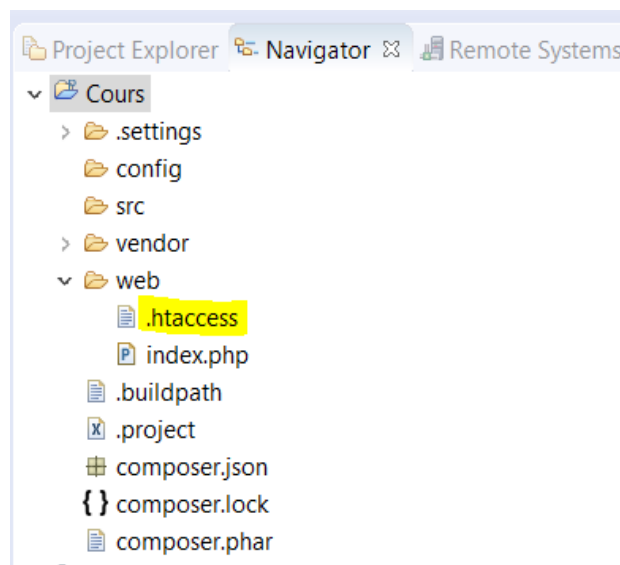 Project Explorer Navigator Remote Systems
Cours
.settings
config
src
vendor
web
.htaccess
index.php
.buildpath
.project
composer.json
composer.lock
composer.phar